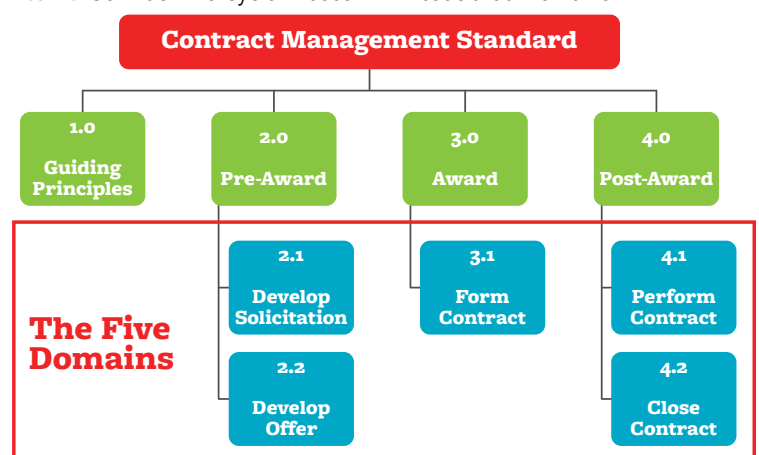 Contract Management Standard
1.0
Guiding
Principles
2.0
Pre-Award
3.0
Award
4.0
Post-Award
The Five
Domains
2.1
Develop
Solicitation
2.2
Develop
Offer
3.1
Form
Contract
4.1
Perform
Contract
4.2
Close
Contract